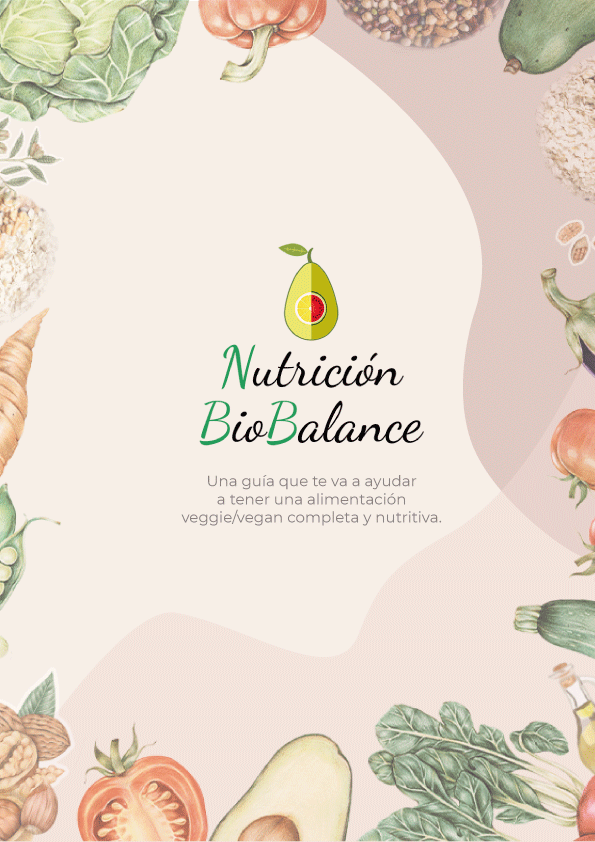 Nutrición
BioBalance
Una guía que te va a ayudar
a tener una alimentación
veggie/vegan completa y nutritiva.